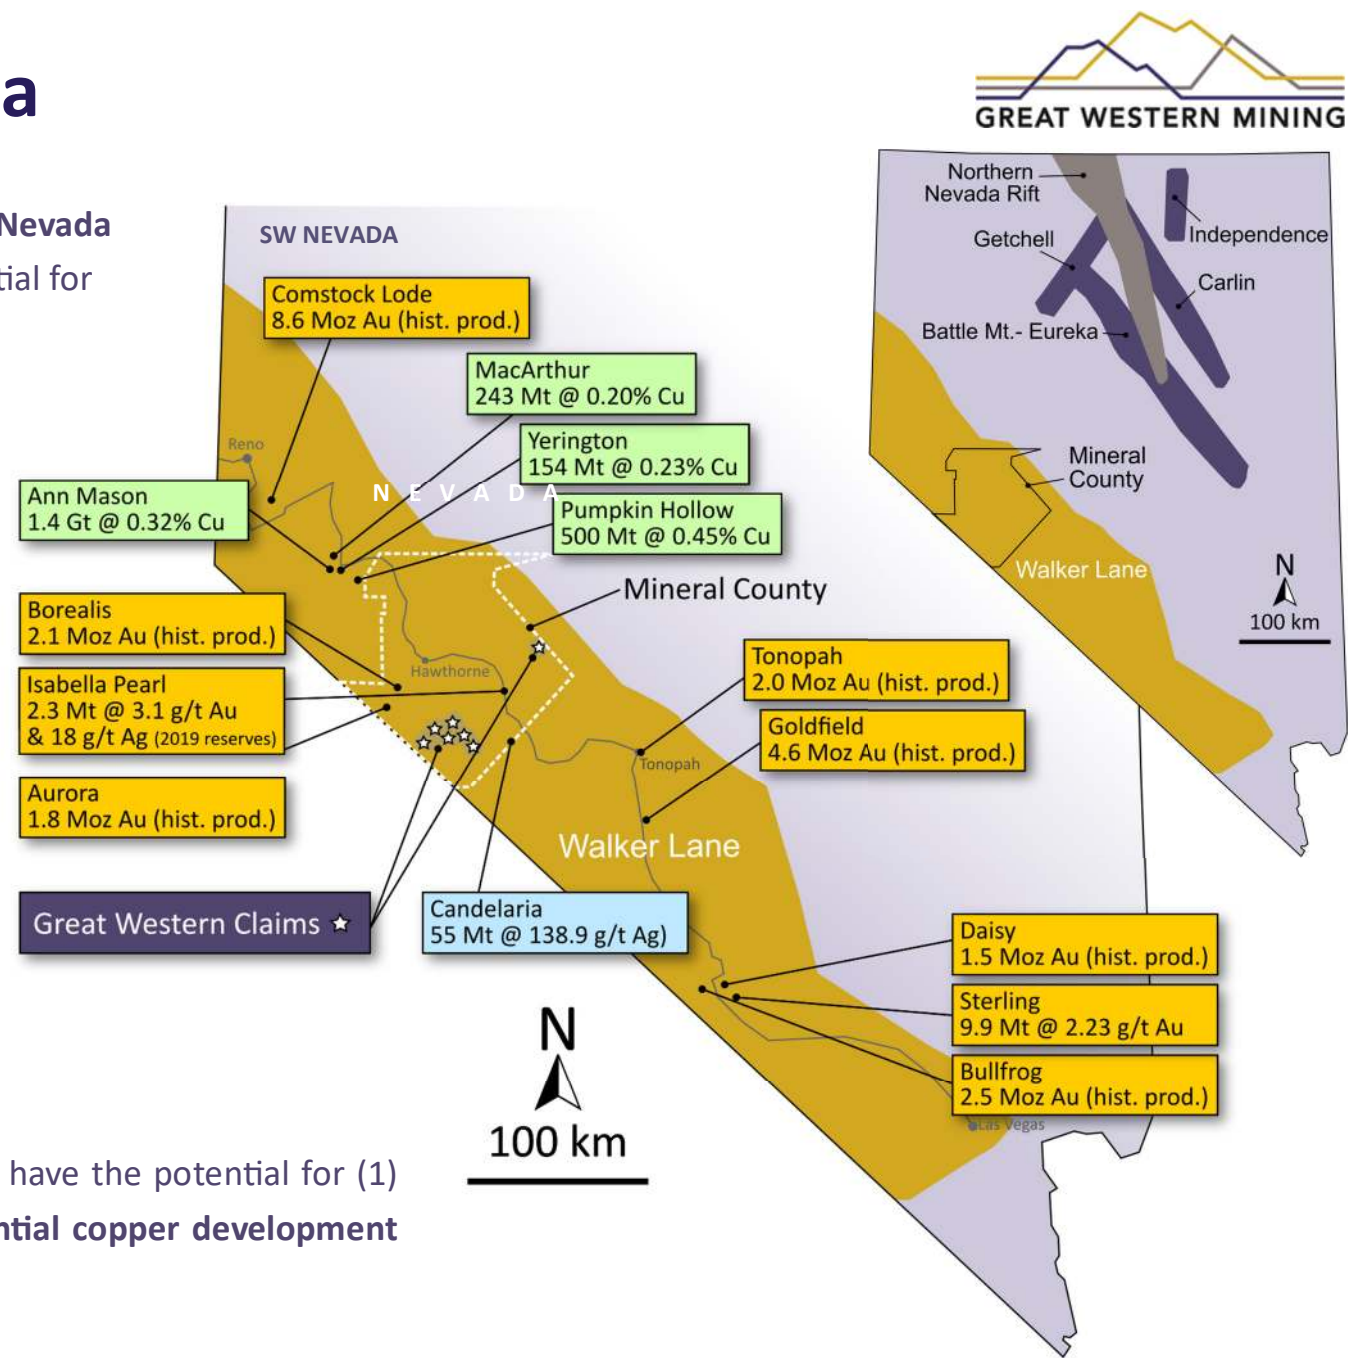 a
GREAT WESTERN MINING
Nevada
tial for
SW NEVADA
Comstock Lode
8.6 Moz Au (hist. prod.)
MacArthur
243 Mt @ 0.20% Cu
Yerington
154 Mt @ 0.23% Cu
Reno
NEVADA
Ann Mason
1.4 Gt @ 0.32% Cu
Pumpkin Hollow
500 Mt @ 0.45% Cu
Mineral County
Borealis
2.1 Moz Au (hist. prod.)
Hawthorne
Isabella Pearl
2.3 Mt @ 3.1 g/t Au
& 18 g/t Ag (2019 reserves)
Tonopah
2.0 Moz Au (hist. prod.)
Goldfield
4.6 Moz Au (hist. prod.)
Tonopah
Aurora
1.8 Moz Au (hist. prod.)
Walker Lane
Great Western Claims
Candelaria
55 Mt @ 138.9 g/t Ag)
Daisy
1.5 Moz Au (hist. prod.)
Sterling
9.9 Mt @ 2.23 g/t Au
Bullfrog
2.5 Moz Au (hist. prod.)
Las Vegas
N
100 km
Northern
Nevada Rift
Independence
Getchell
Carlin
Battle Mt.- Eureka
Mineral
County
Walker Lane
N
100 km
have the potential for (1)
ntial copper development